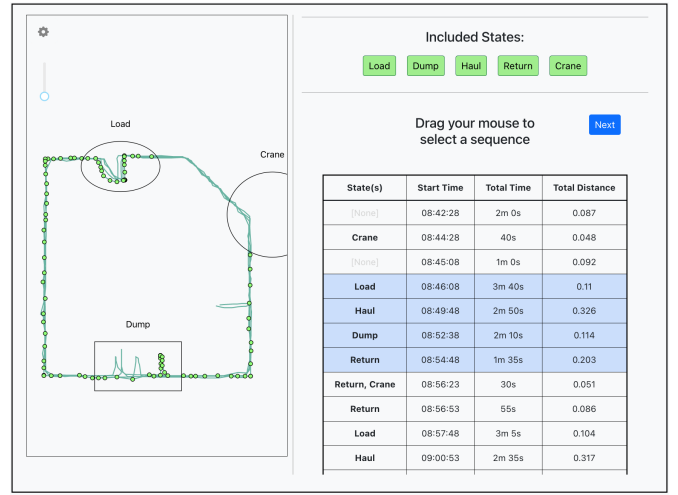 Load
Crane
Dump
Included States:
Load Dump Haul Return Crane
Drag your mouse to
select a sequence
Next
State(s) Start Time Total Time Total Distance
[None] 08:42:28 2m 0s 0.087
Crane 08:44:28 40s 0.048
[None] 08:45:08 1m 0s 0.092
Load 08:46:08 3m 40s 0.11
Haul 08:49:48 2m 50s 0.326
Dump 08:52:38 2m 10s 0.114
Return 08:54:48 1m 35s 0.203
Return, Crane 08:56:23 30s 0.051
Return 08:56:53 55s 0.086
Load 08:57:48 3m 5s 0.104
Haul 09:00:53 2m 35s 0.317